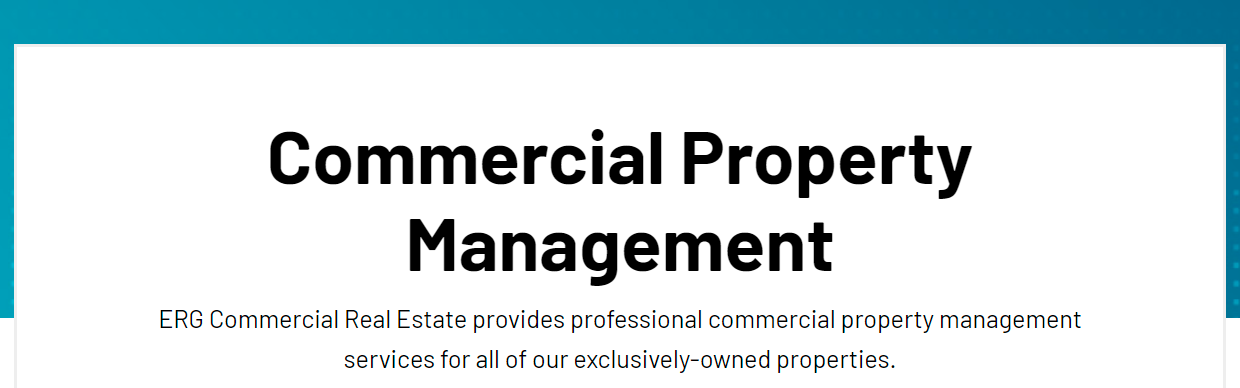 Commercial Property
Management
ERG Commercial Real Estate provides professional commercial property management
services for all of our exclusively-owned properties.